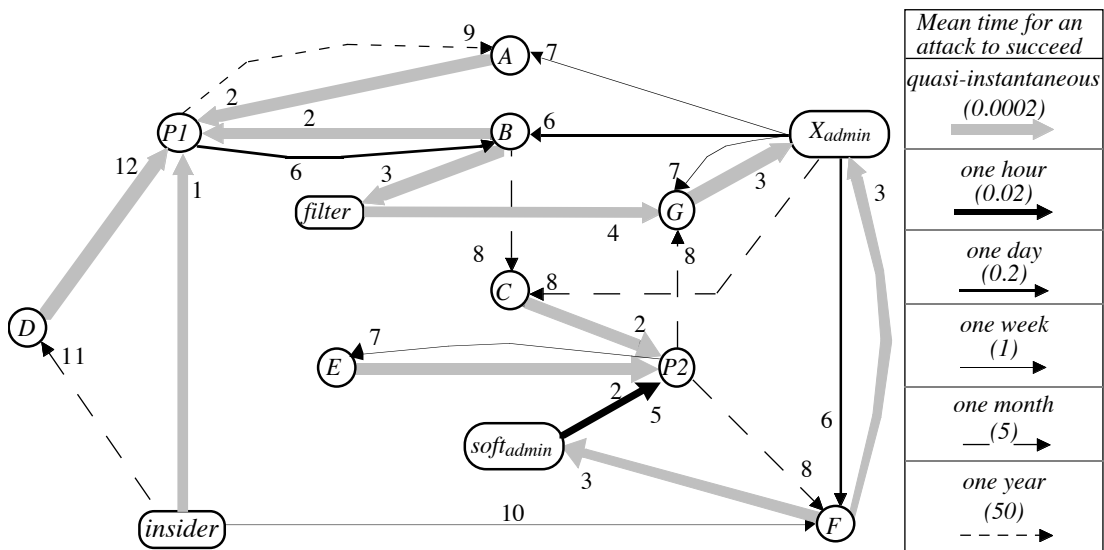 9
A
7
2
P1
2
B
6
X_admin
12
6
3
7
3
3
1
filter
G
4
8
8
C
8
D
11
7
2
E
P2
2
5
6
soft_admin
3
8
F
insider
10
Mean time for an
attack to succeed
quasi-instantaneous
(0.0002)
one hour
(0.02)
one day
(0.2)
one week
(1)
one month
(5)
one year
(50)